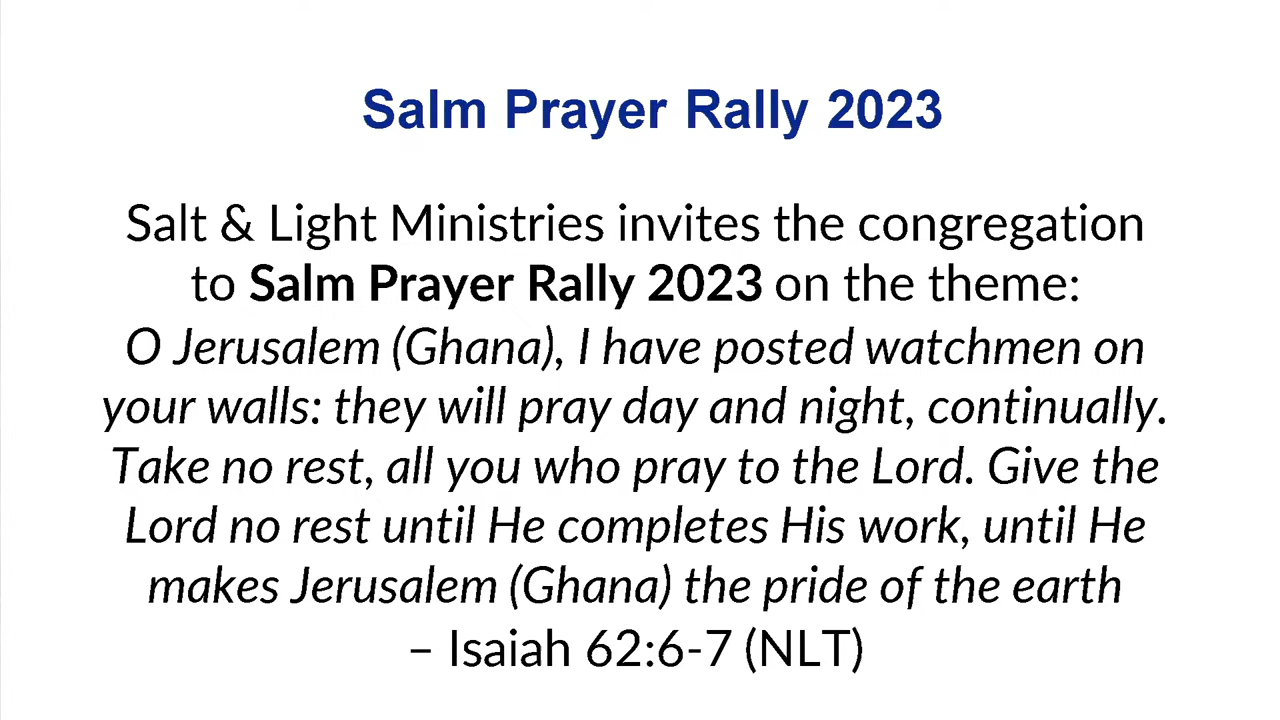 Salm Prayer Rally 2023
Salt & Light Ministries invites the congregation
to Salm Prayer Rally 2023 on the theme:
O Jerusalem (Ghana), I have posted watchmen on
your walls: they will pray day and night, continually.
Take no rest, all you who pray to the Lord. Give the
Lord no rest until He completes His work, until He
makes Jerusalem (Ghana) the pride of the earth
– Isaiah 62:6-7 (NLT)